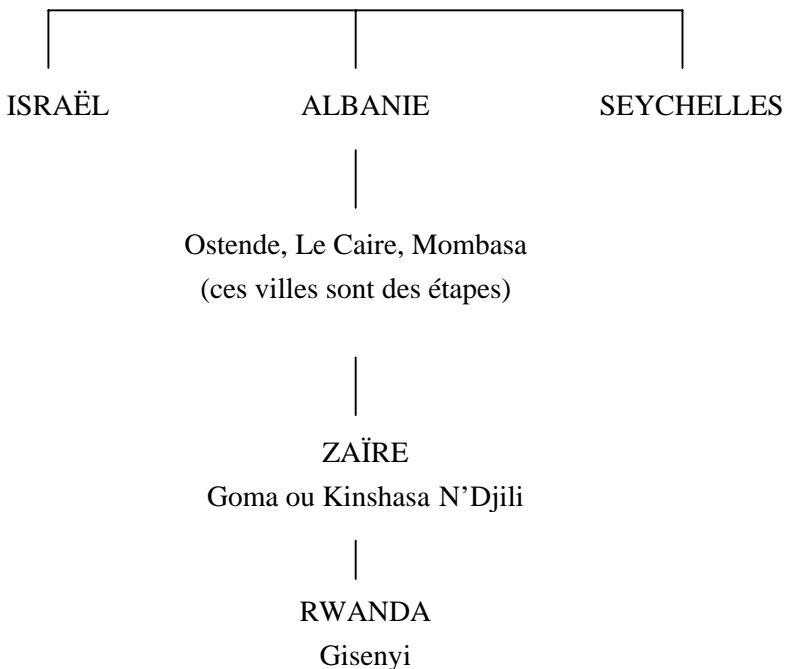 ISRAËL ALBANIE SEYCHELLES
Ostende, Le Caire, Mombasa
(ces villes sont des étapes)
ZAÏRE
Goma ou Kinshasa N’Djili
RWANDA
Gisenyi